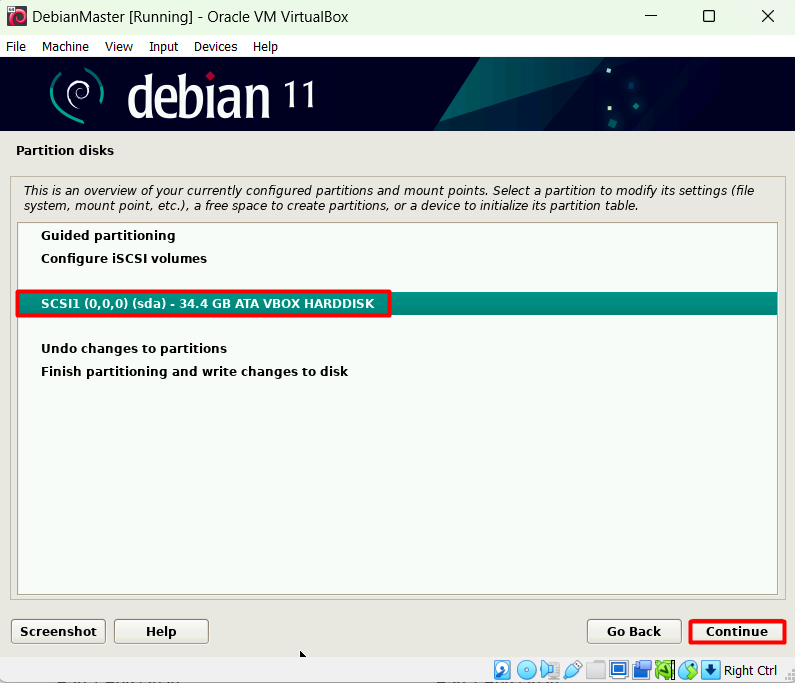 DebianMaster [Running] - Oracle VM VirtualBox
File Machine View Input Devices Help
debian 11
Partition disks
This is an overview of your currently configured partitions and mount points. Select a partition to modify its settings (file
system, mount point, etc.), a free space to create partitions, or a device to initialize its partition table.
Guided partitioning
Configure iSCSI volumes
SCSI1 (0,0,0) (sda) - 34.4 GB ATA VBOX HARDDISK
Undo changes to partitions
Finish partitioning and write changes to disk
Screenshot Help Go Back Continue
Right Ctrl